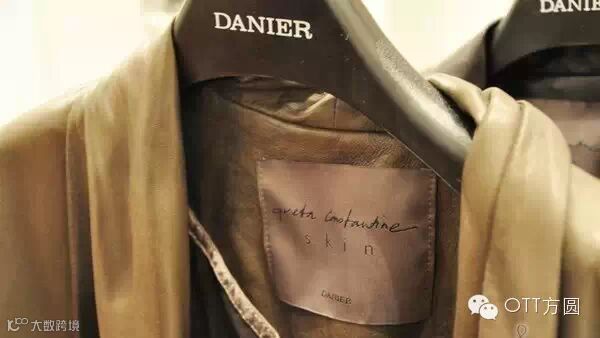 DANIER
DANIER
greta constantine
skin
DANIER
OTT方圆
大数跨境